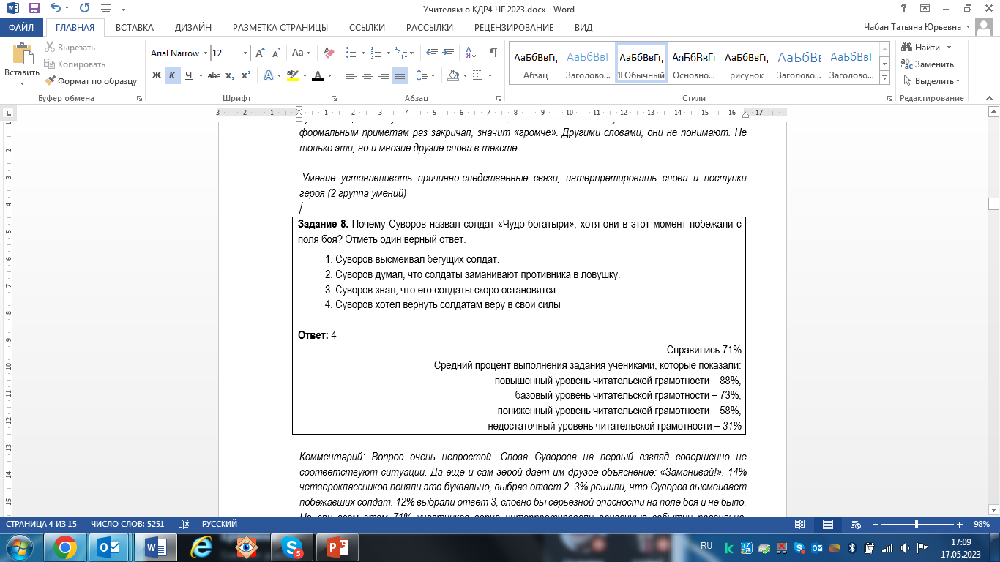 Учителям о КДР4 ЧГ 2023.docx - Word
ФАЙЛ ГЛАВНАЯ ВСТАВКА ДИЗАЙН РАЗМЕТКА СТРАНИЦЫ ССЫЛКИ РАССЫЛКИ РЕЦЕНЗИРОВАНИЕ ВИД Чабан Татьяна Юрьевна
Вставить
Вырезать
Копировать
Формат по образцу
Буфер обмена
Arial Narrow 12
Шрифт
Абзац
АаБбВвГг, АаБбВвГ АаБбВвГг, АаБбВвГг АаБбВвГг, АаБбВв АаБбВвГ
Абзац Заголово... ¶ Обычный Осново... рисунок Заголово... Заголово...
Стили
Найти
Заменить
Выделить
Редактирование
3 2 1 1 2 3 4 5 6 7 8 9 10 11 12 13 14 15 16 17
формальным приметам раз закричал, значит «громче». Другими словами, они не понимают. Не
только эти, но и многие другие слова в тексте.
Умение устанавливать причинно-следственные связи, интерпретировать слова и поступки
героя (2 группа умений)
Задание 8. Почему Суворов назвал солдат «Чудо-богатыри», хотя они в этот момент побежали с
поля боя? Отметь один верный ответ.
1. Суворов высмеивал бегущих солдат.
2. Суворов думал, что солдаты заманивают противника в ловушку.
3. Суворов знал, что его солдаты скоро остановятся.
4. Суворов хотел вернуть солдатам веру в свои силы
Ответ: 4
Справились 71%
Средний процент выполнения задания учениками, которые показали:
повышенный уровень читательской грамотности – 88%,
базовый уровень читательской грамотности – 73%,
пониженный уровень читательской грамотности – 58%,
недостаточный уровень читательской грамотности – 31%
Комментарий: Вопрос очень непростой. Слова Суворова на первый взгляд совершенно не
соответствуют ситуации. Да еще и сам герой дает им другое объяснение: «Заманивай!». 14%
четвероклассников поняли это буквально, выбрав ответ 2. 3% решили, что Суворов высмеивает
побежавших солдат. 12% выбрали ответ 3, словно бы серьезной опасности на поле боя и не было.
СТРАНИЦА 4 ИЗ 15 ЧИСЛО СЛОВ: 5251 РУССКИЙ 98%
RU 17:09
17.05.2023